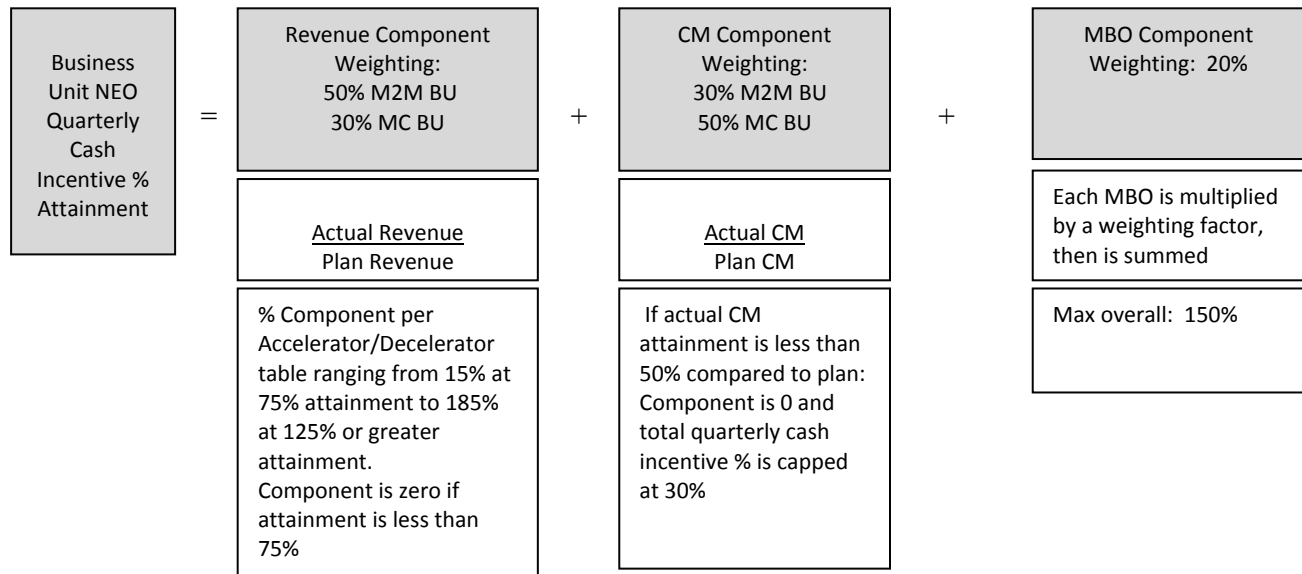 Business
Unit NEO
Quarterly
Cash
Incentive %
Attainment
=
Revenue Component
Weighting:
50% M2M BU
30% MC BU
+
CM Component
Weighting:
30% M2M BU
50% MC BU
+
MBO Component
Weighting: 20%
Actual Revenue
Plan Revenue
Actual CM
Plan CM
Each MBO is multiplied
by a weighting factor,
then is summed
% Component per
Accelerator/Decelerator
table ranging from 15% at
75% attainment to 185%
at 125% or greater
attainment.
Component is zero if
attainment is less than
75%
If actual CM
attainment is less than
50% compared to plan:
Component is 0 and
total quarterly cash
incentive % is capped
at 30%
Max overall: 150%